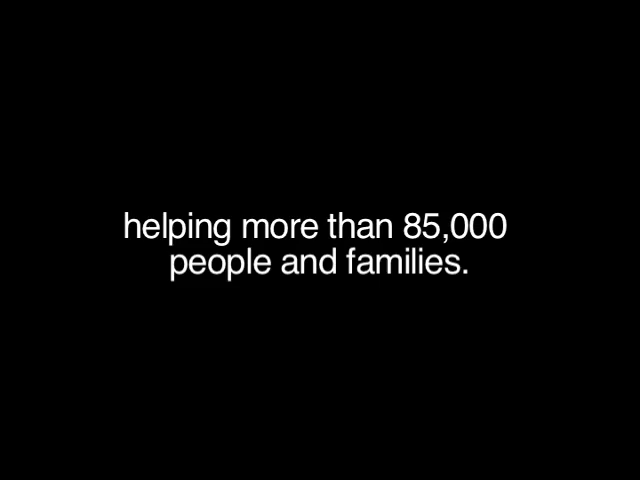 helping more than 85,000
people and families.